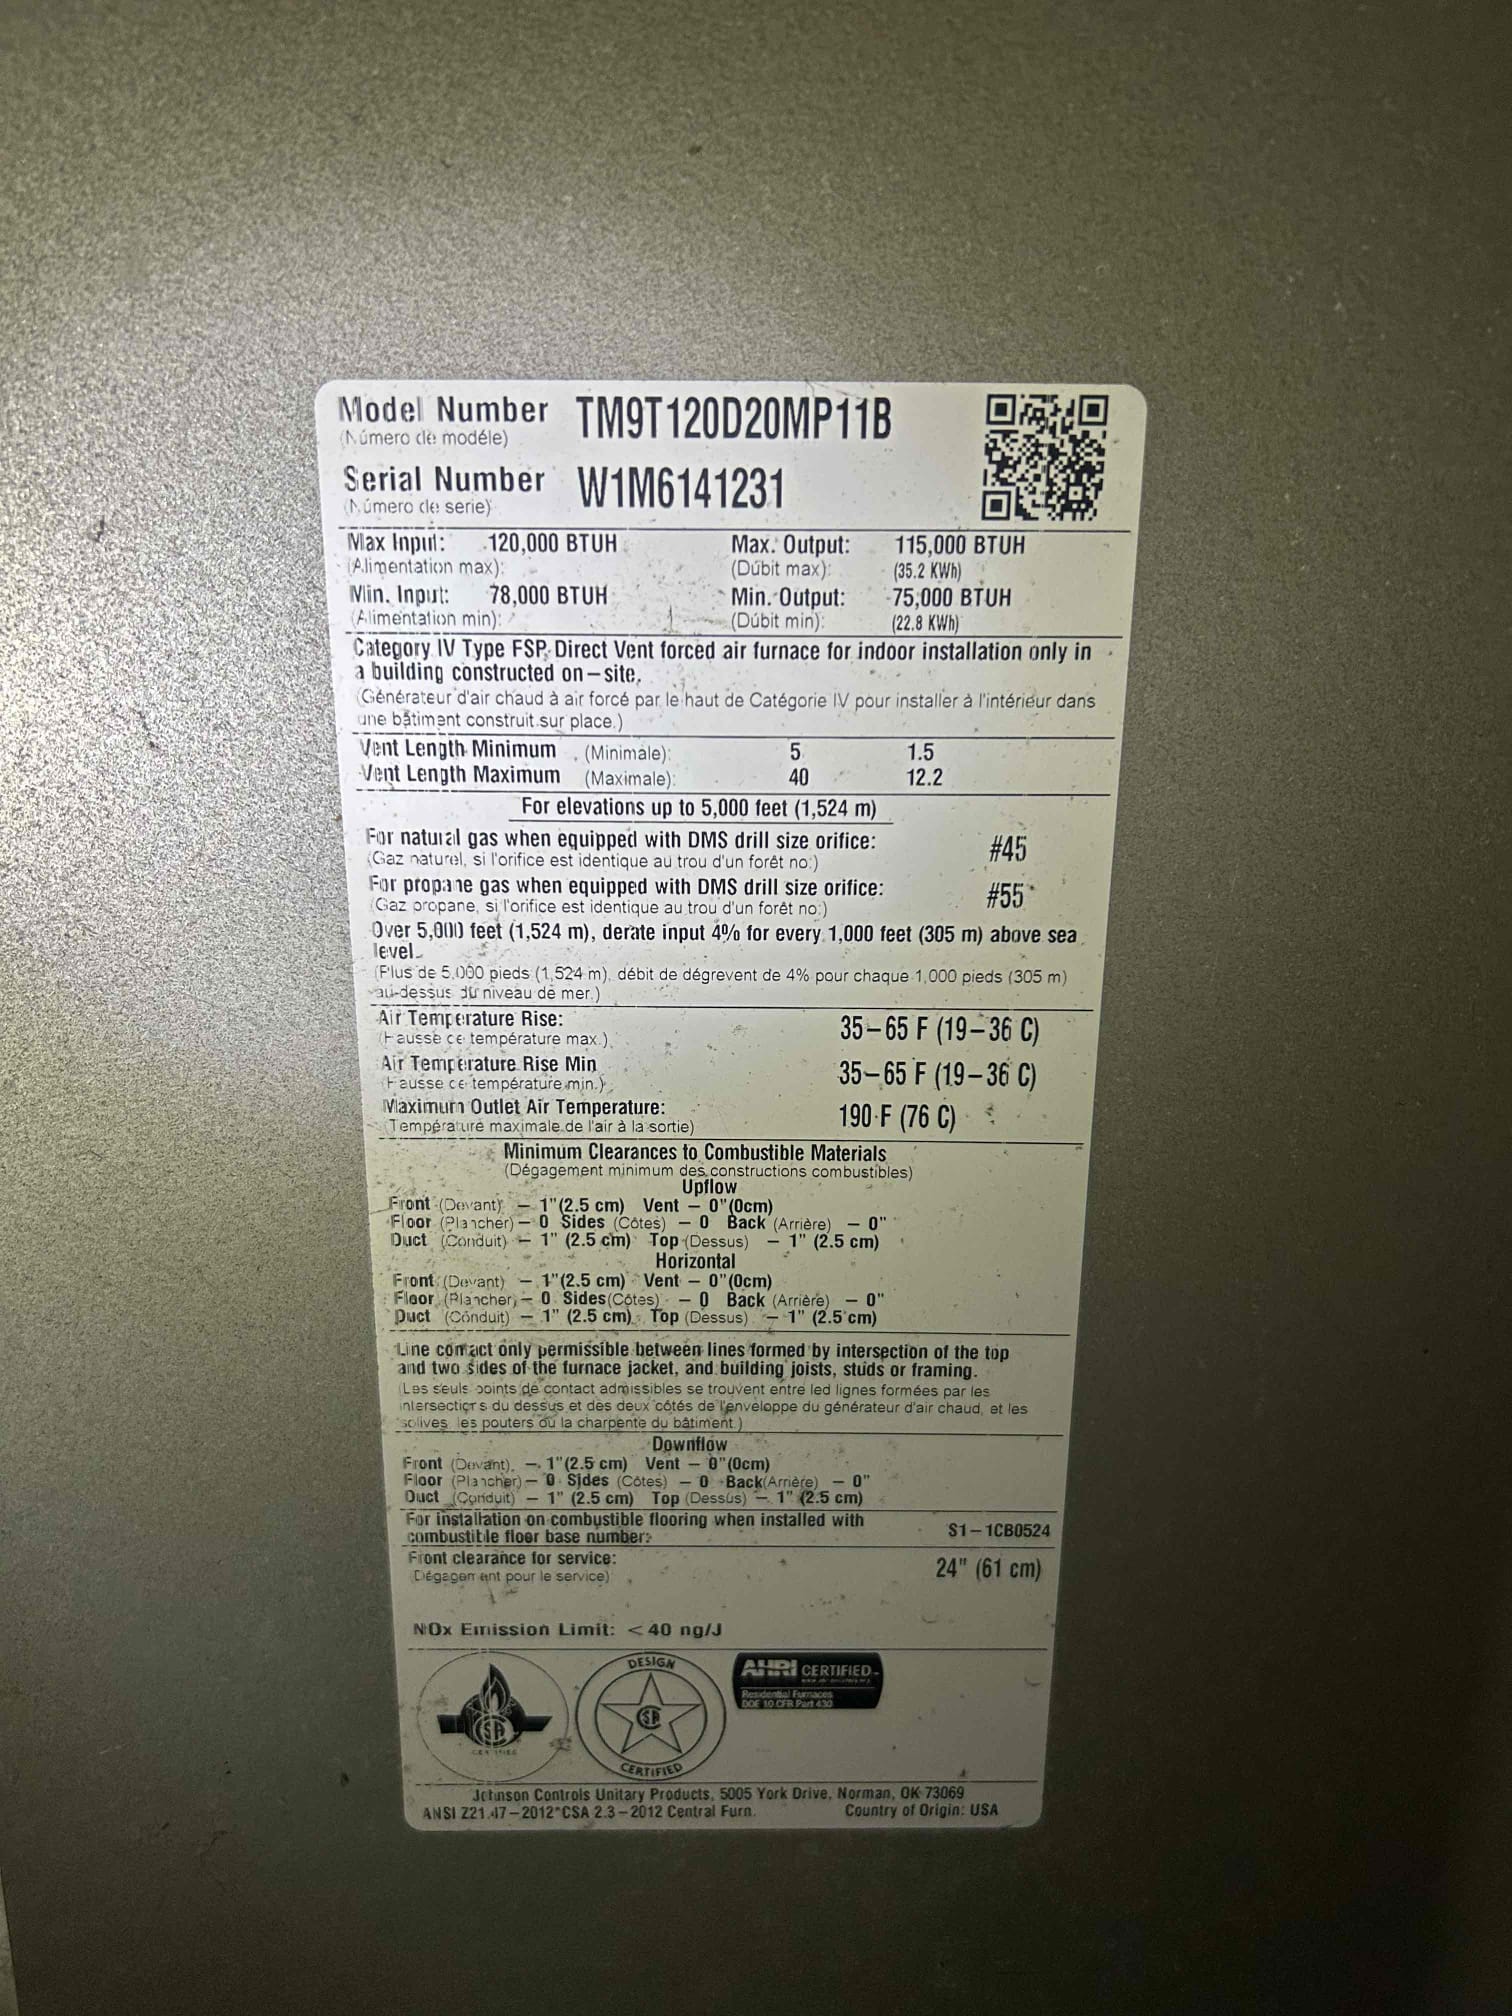 Model Number TM9T120D20MP11B
(Número de modéle)
Serial Number W1M6141231
(Número de serie)
Max Input: 120,000 BTUH Max. Output: 115,000 BTUH
(Alimentation max): (Dúbit max): (35.2 KWh)
Min. Input: 78,000 BTUH Min. Output: 75,000 BTUH
(Alimentation min): (Dúbit min): (22.8 KWh)
Category IV Type FSP, Direct Vent forced air furnace for indoor installation only in
a building constructed on-site.
(Générateur d'air chaud à air forcé par le haut de Catégorie IV pour installer à l'intérieur dans
une bâtiment construit sur place.)
Vent Length Minimum (Minimale): 5 1.5
Vent Length Maximum (Maximale): 40 12.2
For elevations up to 5,000 feet (1,524 m)
For natural gas when equipped with DMS drill size orifice: #45
(Gaz naturel, si l'orifice est identique au trou d'un forêt no:)
For propane gas when equipped with DMS drill size orifice: #55
(Gaz propane, si l'orifice est identique au trou d'un forêt no:)
Over 5,000 feet (1,524 m), derate input 4% for every 1,000 feet (305 m) above sea
level.
(Plus de 5,000 pieds (1,524 m), débit de dégrevent de 4% pour chaque 1,000 pieds (305 m)
au-dessus du niveau de mer.)
Air Temperature Rise: 35-65 F (19-36 C)
(Hausse ce température max.)
Air Temperature Rise Min 35-65 F (19-36 C)
(Hausse ce température min.)
Maximum Outlet Air Temperature: 190 F (76 C)
(Température maximale de l'air à la sortie)
Minimum Clearances to Combustible Materials
(Dégagement minimum des constructions combustibles)
Upflow
Front (Devant) - 1"(2.5 cm) Vent - 0"(0cm)
Floor (Plancher) - 0 Sides (Côtes) - 0 Back (Arrière) - 0"
Duct (Conduit) - 1" (2.5 cm) Top (Dessus) - 1" (2.5 cm)
Horizontal
Front (Devant) - 1"(2.5 cm) Vent - 0"(0cm)
Floor (Plancher) - 0 Sides(Côtes) - 0 Back (Arrière) - 0"
Duct (Conduit) - 1" (2.5 cm) Top (Dessus) - 1" (2.5 cm)
Line contact only permissible between lines formed by intersection of the top
and two sides of the furnace jacket, and building joists, studs or framing.
(Les seuls points de contact admissibles se trouvent entre led lignes formées par les
intersections du dessus et des deux côtés de l'enveloppe du générateur d'air chaud, et les
solives, les pouters ou la charpente du bâtiment.)
Downflow
Front (Devant) - 1"(2.5 cm) Vent - 0"(0cm)
Floor (Plancher) - 0 Sides (Côtes) - 0 Back(Arrière) - 0"
Duct (Conduit) - 1" (2.5 cm) Top (Dessus) - 1" (2.5 cm)
For installation on combustible flooring when installed with
combustible floor base number: S1-1CB0524
Front clearance for service: 24" (61 cm)
(Dégagement pour le service)
NOx Emission Limit: <40 ng/J
CERTIFIED
DESIGN
CERTIFIED
AHRI CERTIFIED
Residential Furnaces
DOE 10 CFR Part 430
Johnson Controls Unitary Products, 5005 York Drive, Norman, OK 73069
ANSI Z21.47-2012*CSA 2.3-2012 Central Furn. Country of Origin: USA